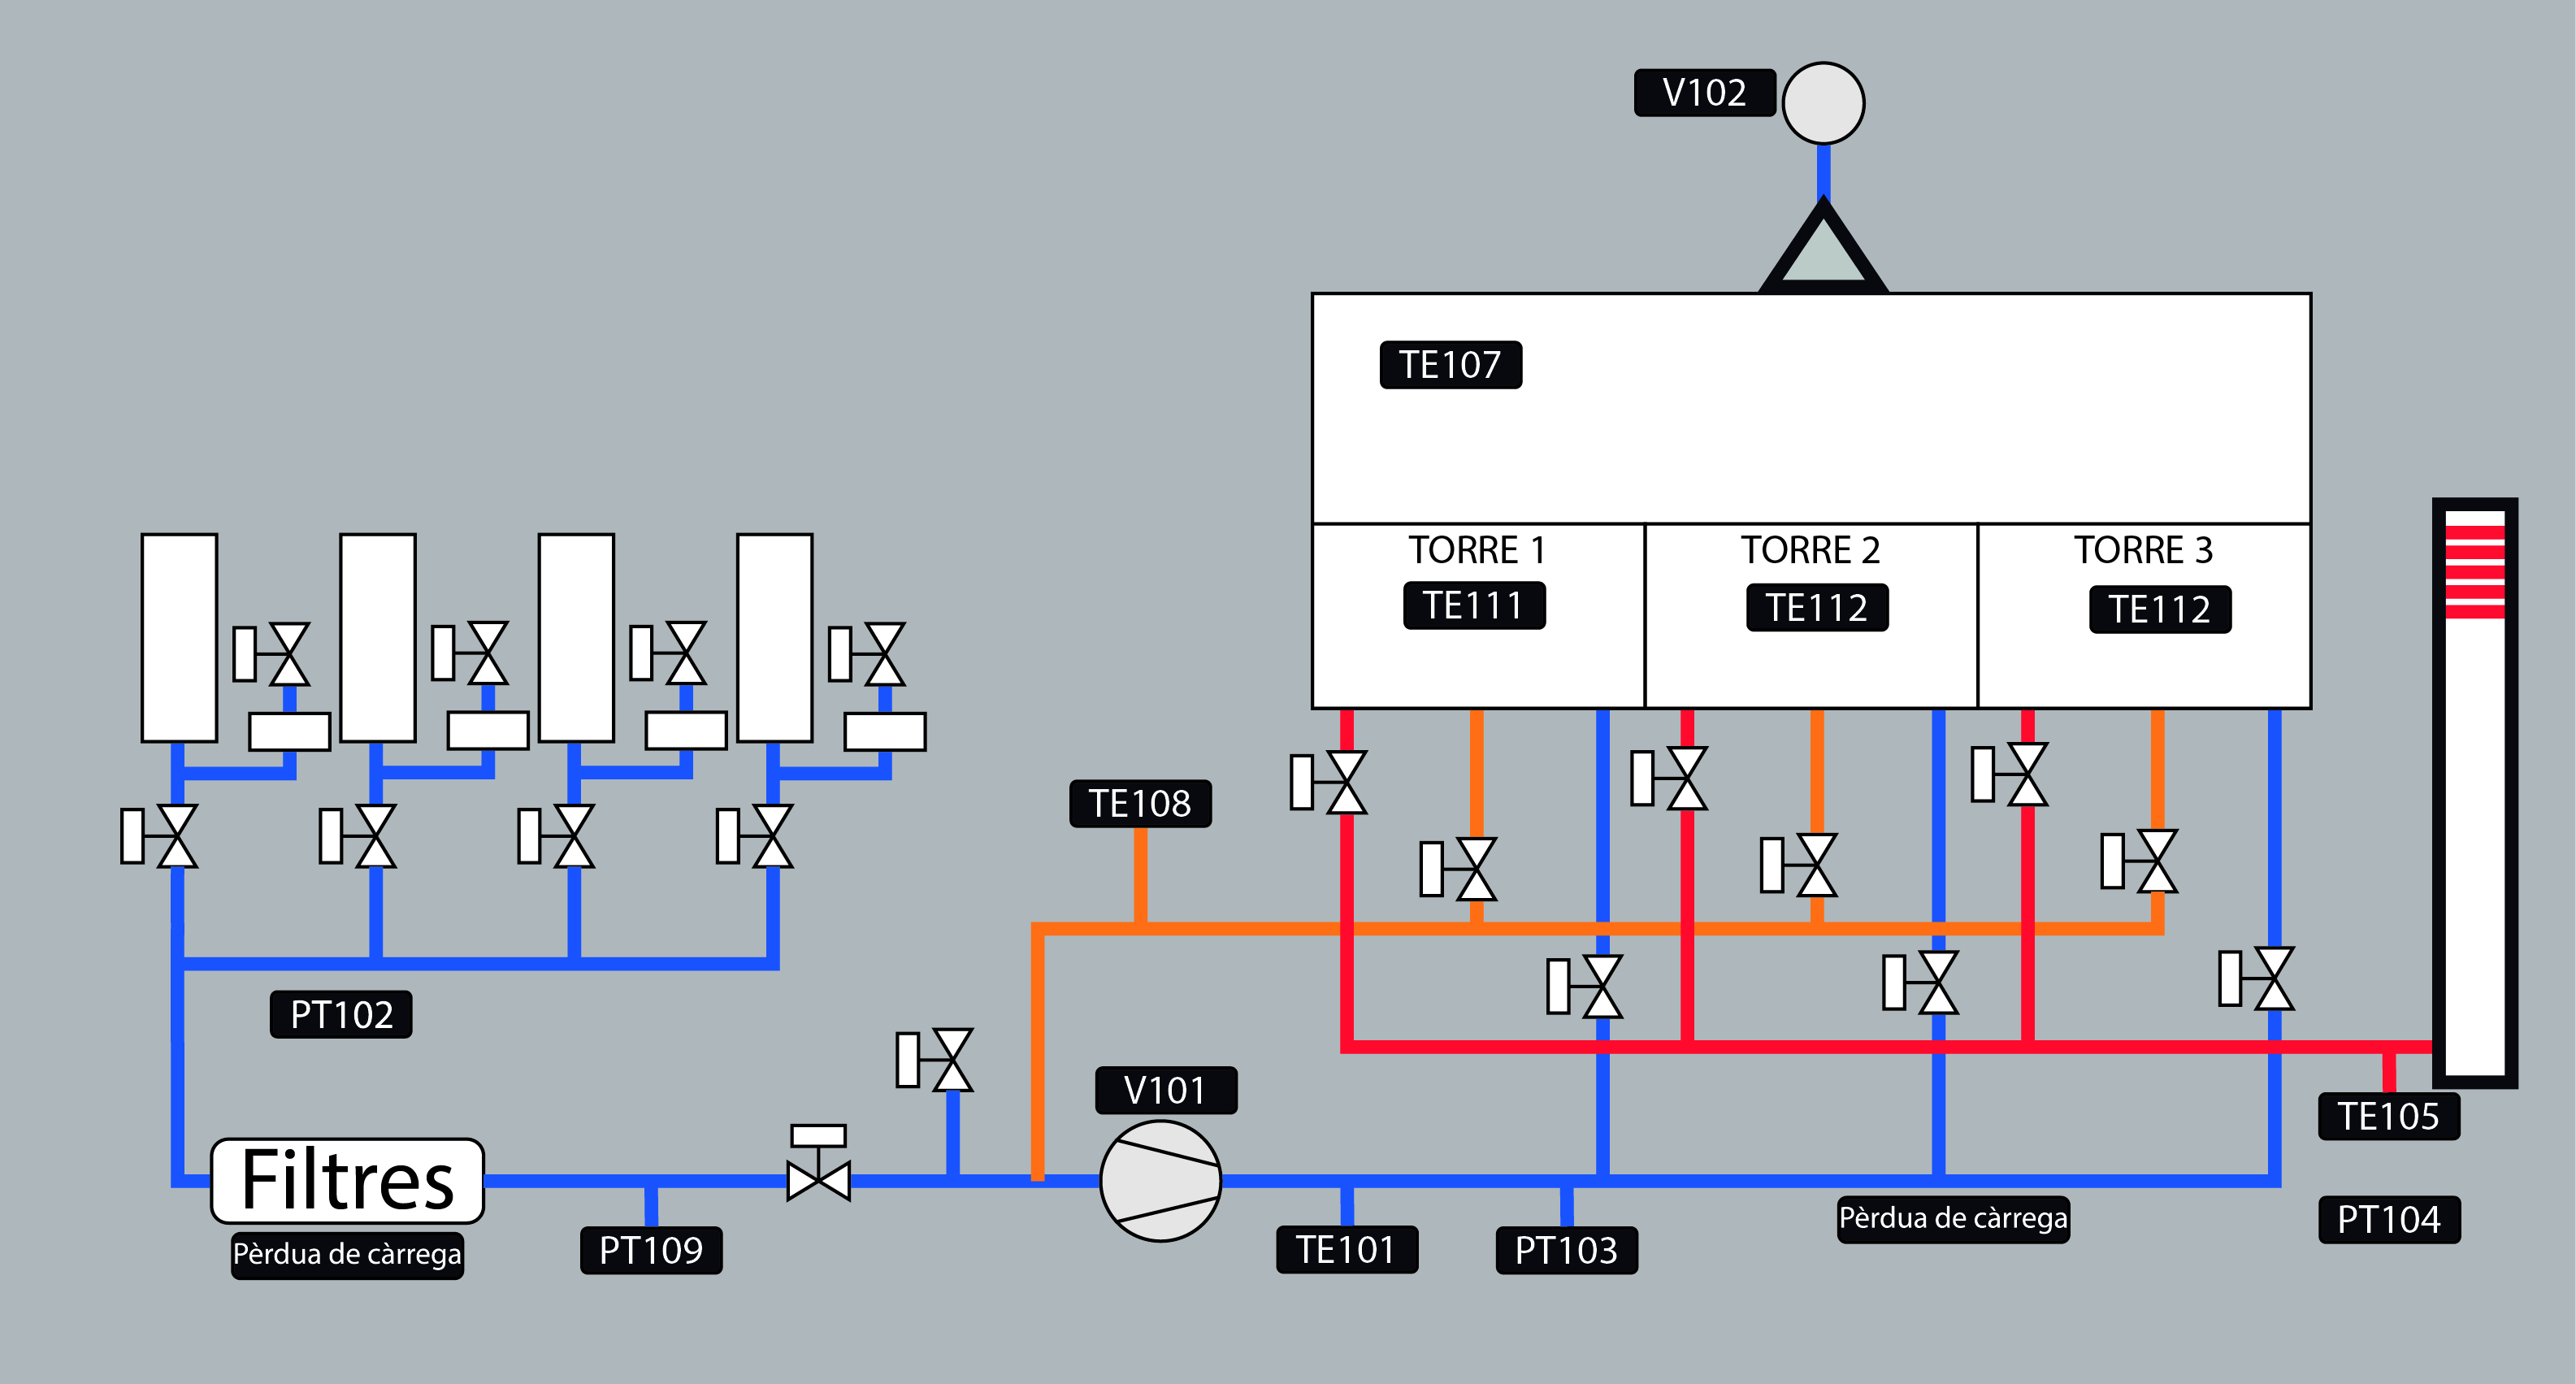 V102
TE107
TORRE 1
TORRE 2
TORRE 3
TE111
TE112
TE112
TE108
PT102
V101
TE105
Filtres
Pèrdua de càrrega
PT109
TE101
PT103
Pèrdua de càrrega
PT104